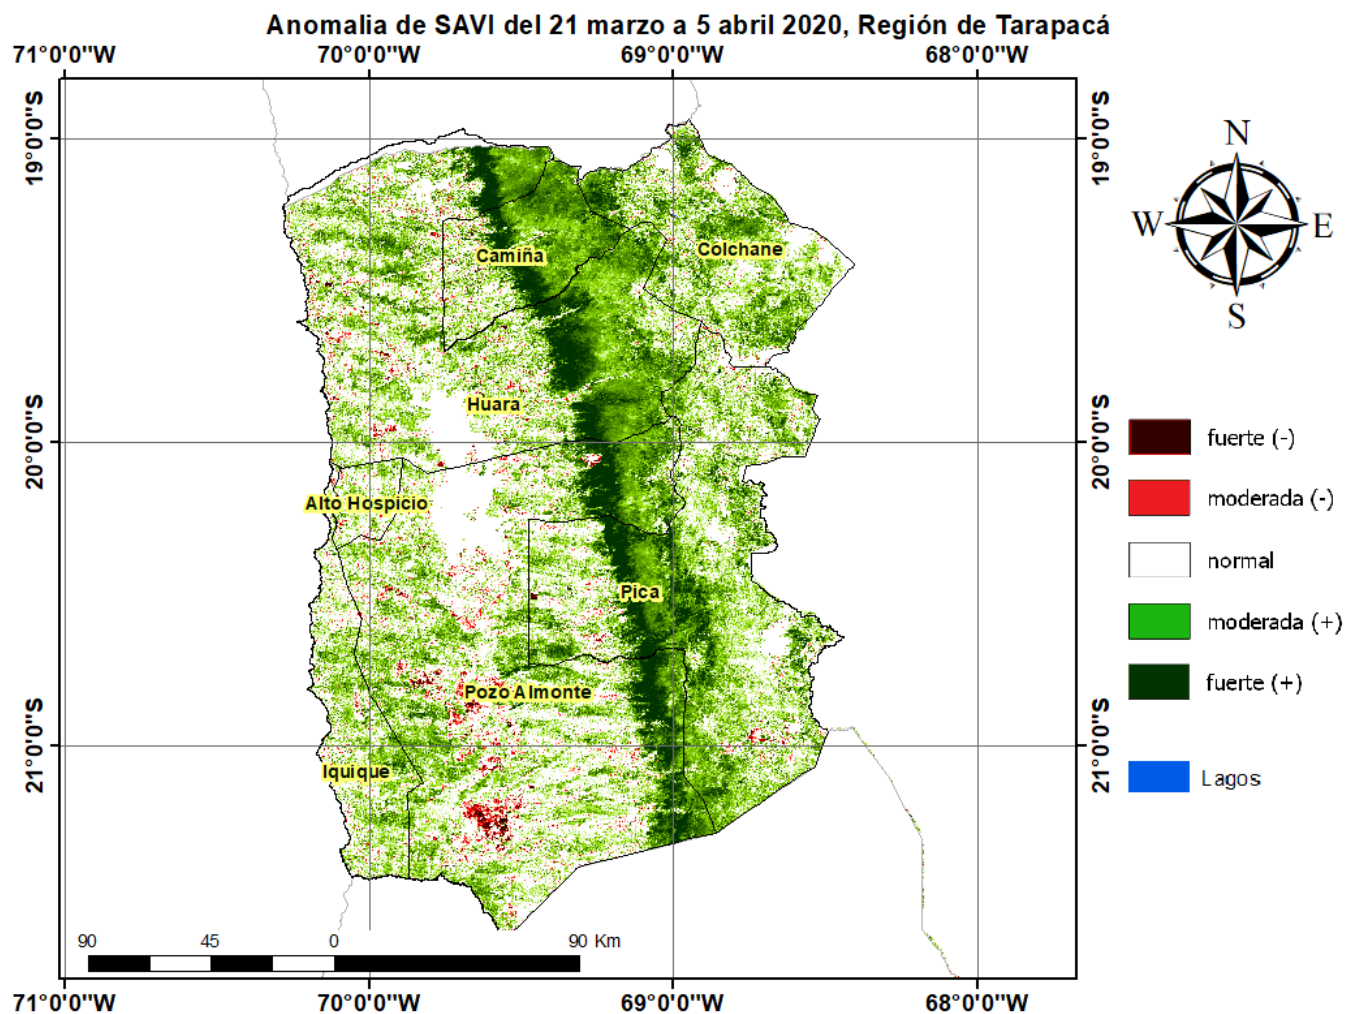 Anomalia de SAVI del 21 marzo a 5 abril 2020, Región de Tarapacá
71°0'0"W 70°0'0"W 69°0'0"W 68°0'0"W
19°0'0"S 19°0'0"S
N
W E
S
Colchane
Camiña
Huara
fuerte (-)
20°0'0"S 20°0'0"S
moderada (-)
Alto Hospicio
normal
Pica
moderada (+)
Pozo Almonte
fuerte (+)
21°0'0"S 21°0'0"S
Iquique
Lagos
90 45 0 90 Km
71°0'0"W 70°0'0"W 69°0'0"W 68°0'0"W